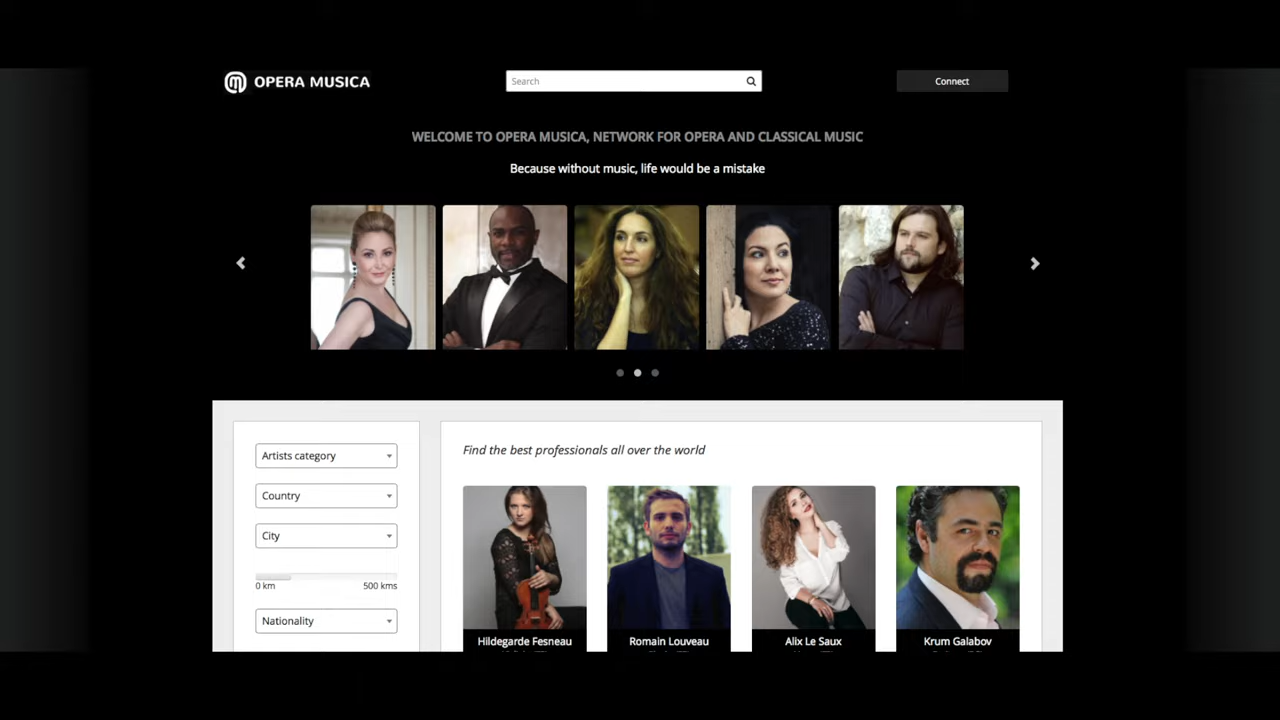 OPERA MUSICA
Search
Connect
WELCOME TO OPERA MUSICA, NETWORK FOR OPERA AND CLASSICAL MUSIC
Because without music, life would be a mistake
Artists category
Country
City
0 km 500 kms
Nationality
Find the best professionals all over the world
Hildegarde Fesneau
Romain Louveau
Alix Le Saux
Krum Galabov